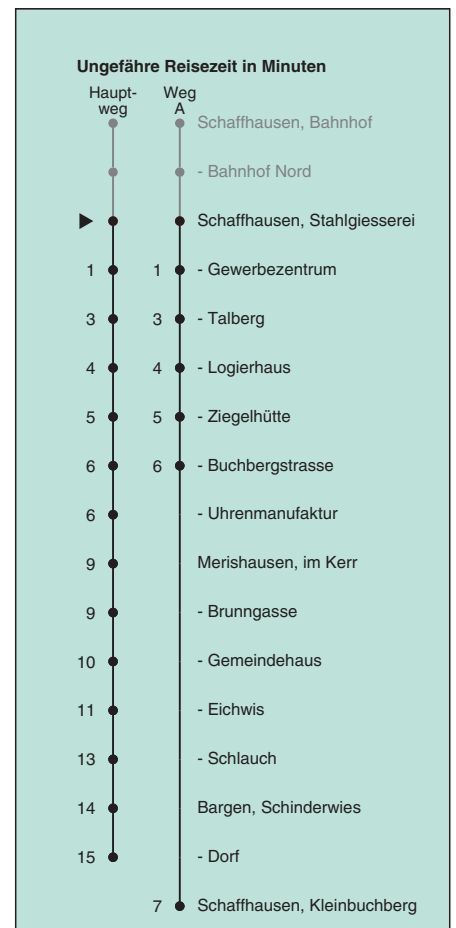 Ungefähre Reisezeit in Minuten
Haupt- Weg
weg A
Schaffhausen, Bahnhof
- Bahnhof Nord
Schaffhausen, Stahlgiesserei
1 1 - Gewerbezentrum
3 3 - Talberg
4 4 - Logierhaus
5 5 - Ziegelhütte
6 6 - Buchbergstrasse
6 - Uhrenmanufaktur
9 Merishausen, im Kerr
9 - Brunngasse
10 - Gemeindehaus
11 - Eichwis
13 - Schlauch
14 Bargen, Schinderwies
15 - Dorf
7 Schaffhausen, Kleinbuchberg